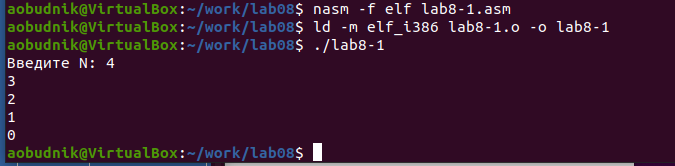 aobudnik@VirtualBox:~/work/lab08$ nasm -f elf lab8-1.asm
aobudnik@VirtualBox:~/work/lab08$ ld -m elf_i386 lab8-1.o -o lab8-1
aobudnik@VirtualBox:~/work/lab08$ ./lab8-1
Введите N: 4
3
2
1
0
aobudnik@VirtualBox:~/work/lab08$